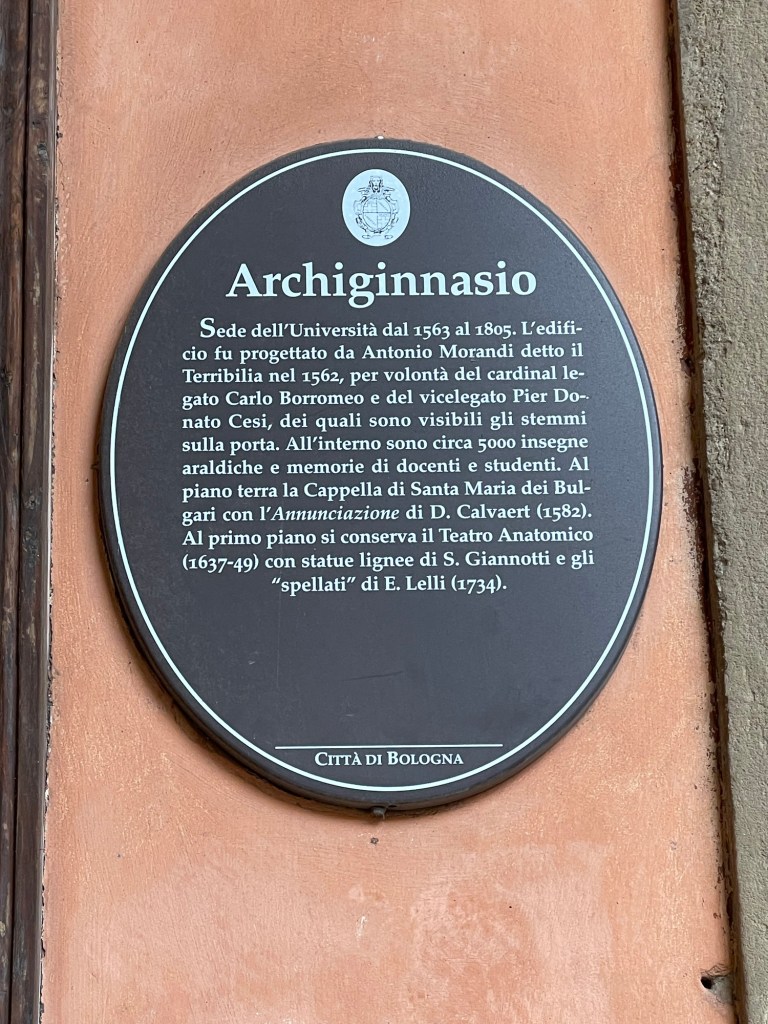 Archiginnasio
Sede dell'Università dal 1563 al 1805. L'edifi-
cio fu progettato da Antonio Morandi detto il
Terribilia nel 1562, per volontà del cardinal le-
gato Carlo Borromeo e del vicelegato Pier Do-
nato Cesi, dei quali sono visibili gli stemmi
sulla porta. All'interno sono circa 5000 insegne
araldiche e memorie di docenti e studenti. Al
piano terra la Cappella di Santa Maria dei Bul-
gari con l'Annunciazione di D. Calvaert (1582).
Al primo piano si conserva il Teatro Anatomico
(1637-49) con statue lignee di S. Giannotti e gli
“spellati” di E. Lelli (1734).
Città di Bologna